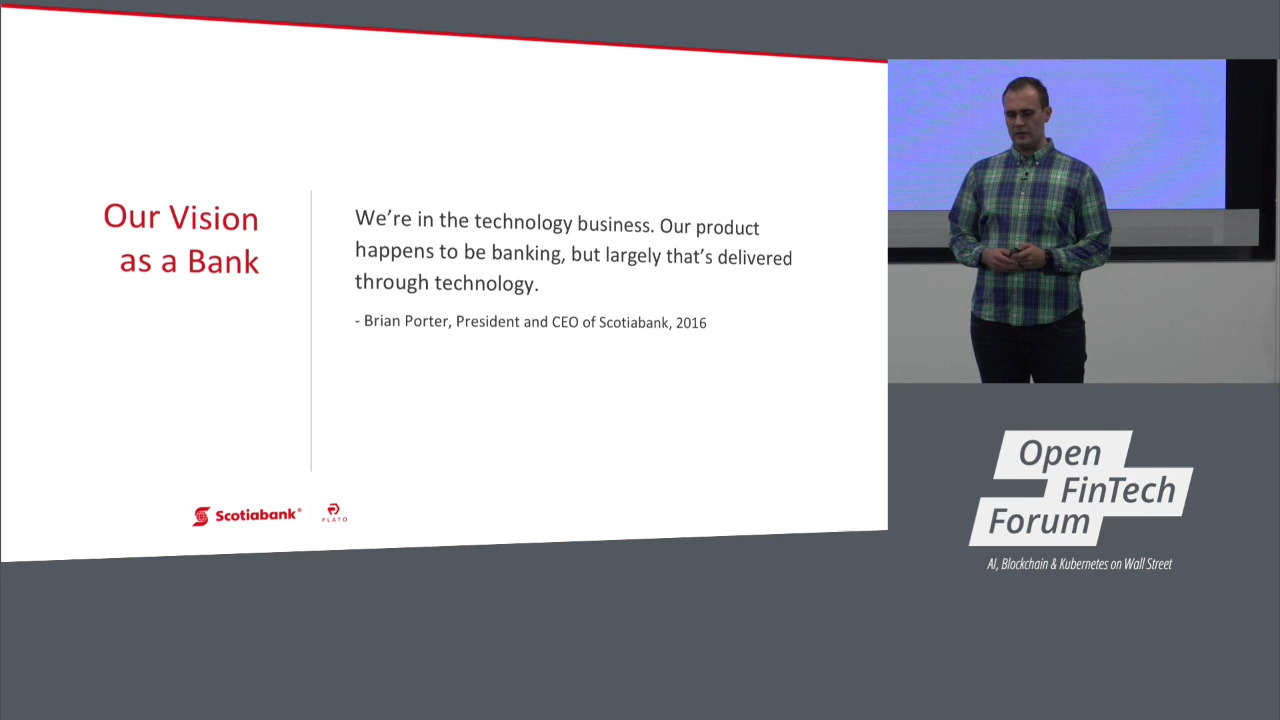 Our Vision
as a Bank
We’re in the technology business. Our product
happens to be banking, but largely that’s delivered
through technology.
- Brian Porter, President and CEO of Scotiabank, 2016
Scotiabank®
PLATO
Open
FinTech
Forum
AI, Blockchain & Kubernetes on Wall Street